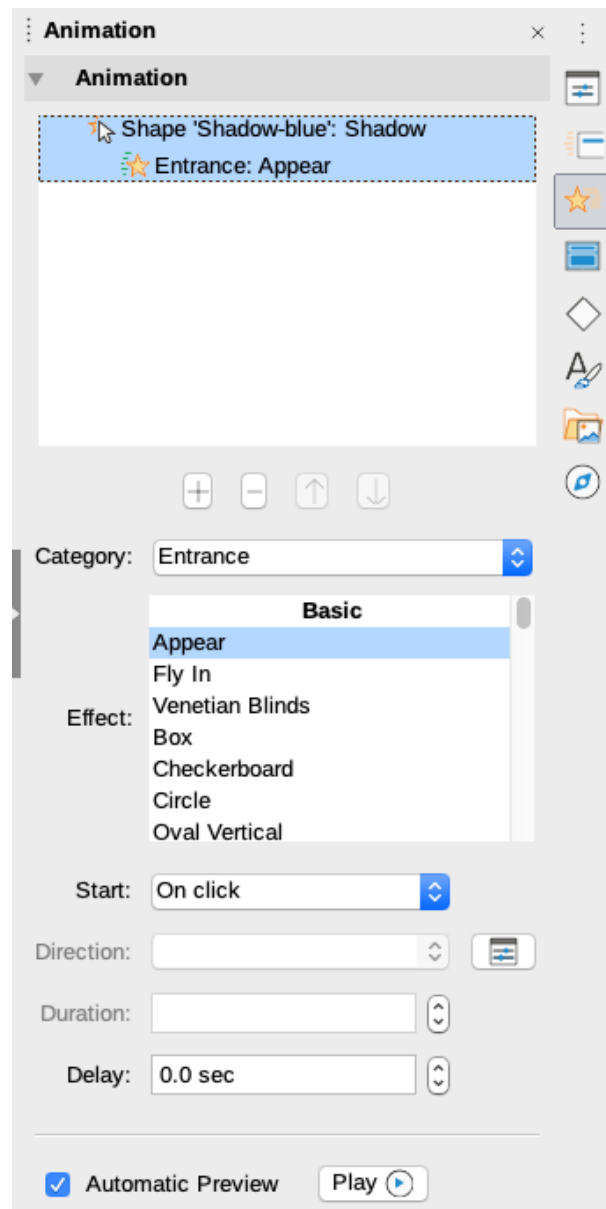 Animation
Animation
Shape 'Shadow-blue': Shadow
Entrance: Appear
Category: Entrance
Basic
Appear
Fly In
Effect: Venetian Blinds
Box
Checkerboard
Circle
Oval Vertical
Start: On click
Direction:
Duration:
Delay: 0.0 sec
Automatic Preview Play